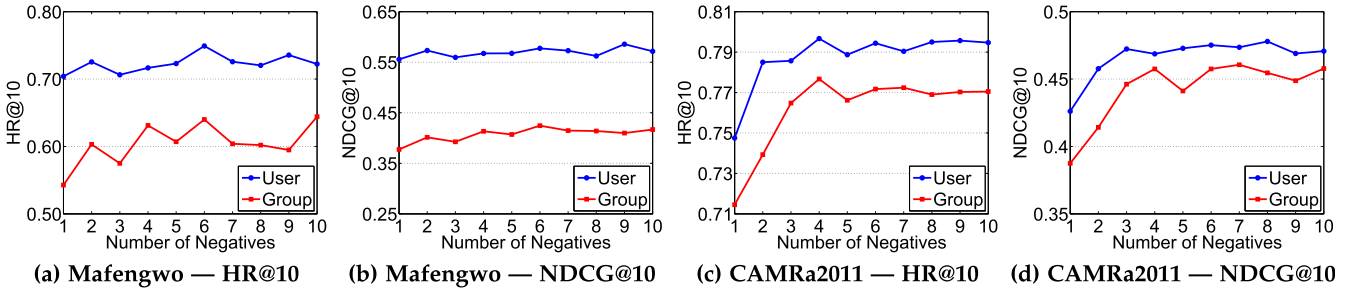 0.80
0.70
0.60
0.50
HR@10
1 2 3 4 5 6 7 8 9 10
Number of Negatives
User
Group
(a) Mafengwo — HR@10
0.65
0.55
0.45
0.35
0.25
NDCG@10
1 2 3 4 5 6 7 8 9 10
Number of Negatives
User
Group
(b) Mafengwo — NDCG@10
0.81
0.79
0.77
0.75
0.73
0.71
HR@10
1 2 3 4 5 6 7 8 9 10
Number of Negatives
User
Group
(c) CAMRa2011 — HR@10
0.5
0.45
0.4
0.35
NDCG@10
1 2 3 4 5 6 7 8 9 10
Number of Negatives
User
Group
(d) CAMRa2011 — NDCG@10